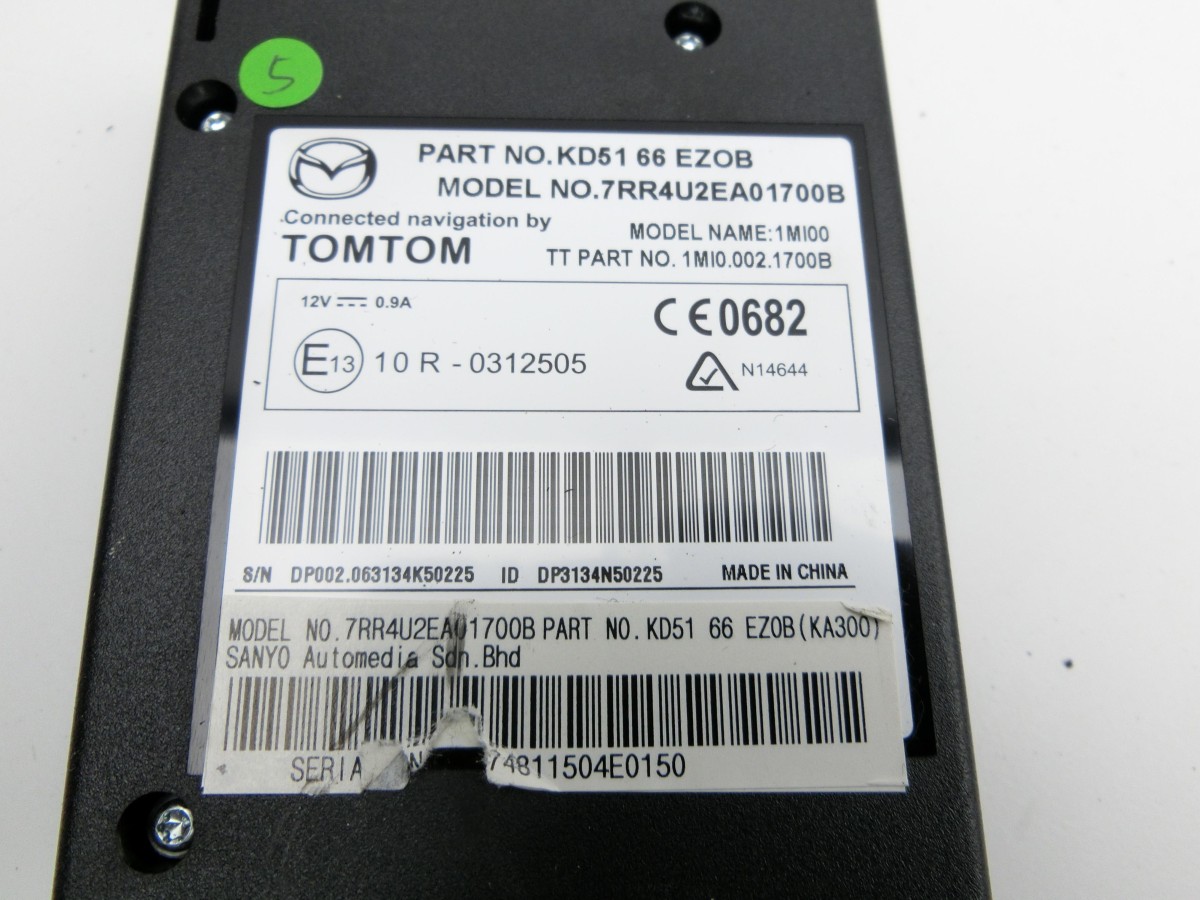 5
PART NO. KD51 66 EZ0B
MODEL NO. 7RR4U2EA01700B
Connected navigation by
TOMTOM
MODEL NAME: 1MI00
TT PART NO. 1MI0.002.1700B
12V 0.9A
CE0682
E13 10 R - 0312505
N14644
S/N DP002.063134K50225 ID DP3134N50225 MADE IN CHINA
MODEL NO. 7RR4U2EA01700B PART NO. KD51 66 EZ0B(KA300)
SANYO Automedia Sdn.Bhd
74811504E0150